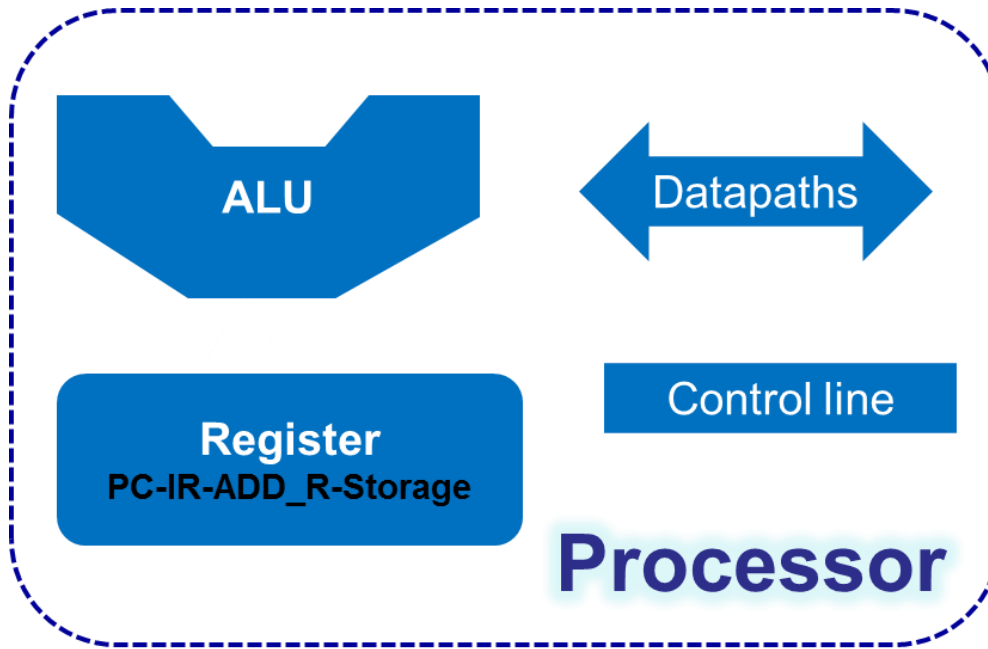 ALU
Datapaths
Register
PC-IR-ADD_R-Storage
Control line
Processor